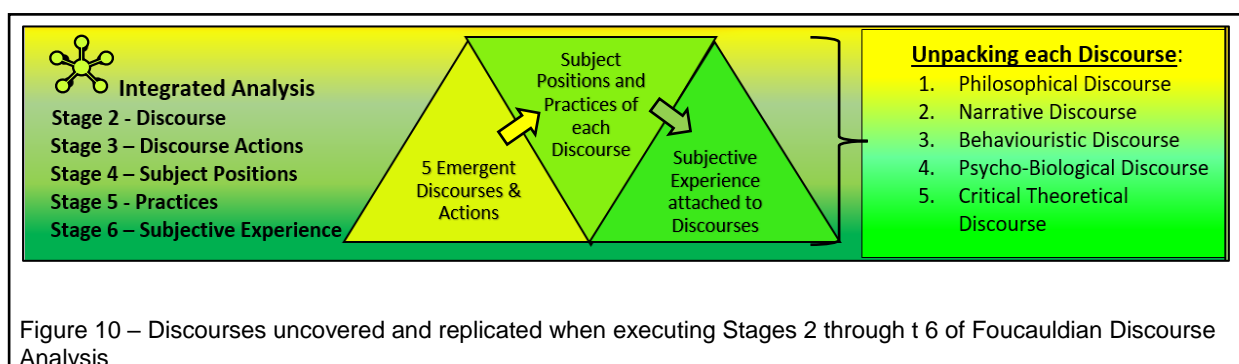 Integrated Analysis
Stage 2 - Discourse
Stage 3 – Discourse Actions
Stage 4 – Subject Positions
Stage 5 - Practices
Stage 6 – Subjective Experience
5 Emergent
Discourses &
Actions
Subject
Positions and
Practices of
each
Discourse
Subjective
Experience
attached to
Discourses
Unpacking each Discourse:
1. Philosophical Discourse
2. Narrative Discourse
3. Behaviouristic Discourse
4. Psycho-Biological Discourse
5. Critical Theoretical
Discourse
Figure 10 – Discourses uncovered and replicated when executing Stages 2 through t 6 of Foucauldian Discourse
Analysis